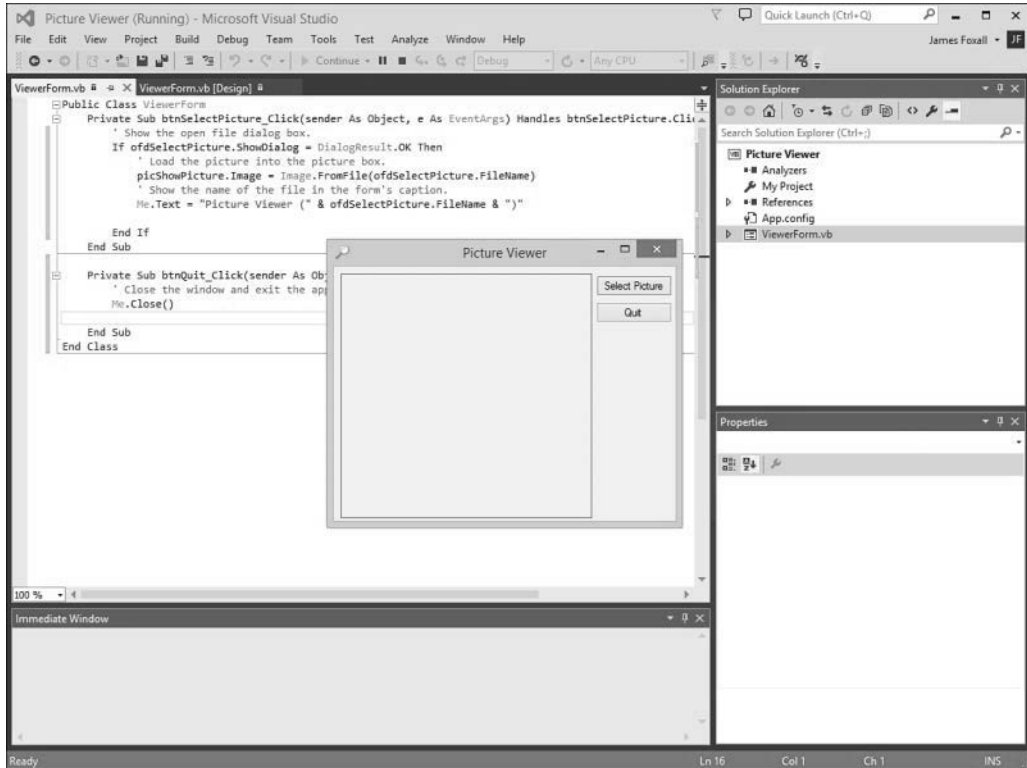 Picture Viewer (Running) - Microsoft Visual Studio
Quick Launch (Ctrl+Q)
File Edit View Project Build Debug Team Tools Test Analyze Window Help
James Foxall JF
Continue Debug Any CPU
ViewerForm.vb ViewerForm.vb [Design]
Public Class ViewerForm
Private Sub btnSelectPicture_Click(sender As Object, e As EventArgs) Handles btnSelectPicture.Clic
' Show the open file dialog box.
If ofdSelectPicture.ShowDialog = DialogResult.OK Then
' Load the picture into the picture box.
picShowPicture.Image = Image.FromFile(ofdSelectPicture.FileName)
' Show the name of the file in the form's caption.
Me.Text = "Picture Viewer (" & ofdSelectPicture.FileName & ")"
End If
End Sub
Private Sub btnQuit_Click(sender As Ob
' Close the window and exit the ap
Me.Close()
End Sub
End Class
Picture Viewer
Select Picture
Quit
100 %
Solution Explorer
Search Solution Explorer (Ctrl+;)
Picture Viewer
Analyzers
My Project
References
App.config
ViewerForm.vb
Properties
Immediate Window
Ready Ln 16 Col 1 Ch 1 INS